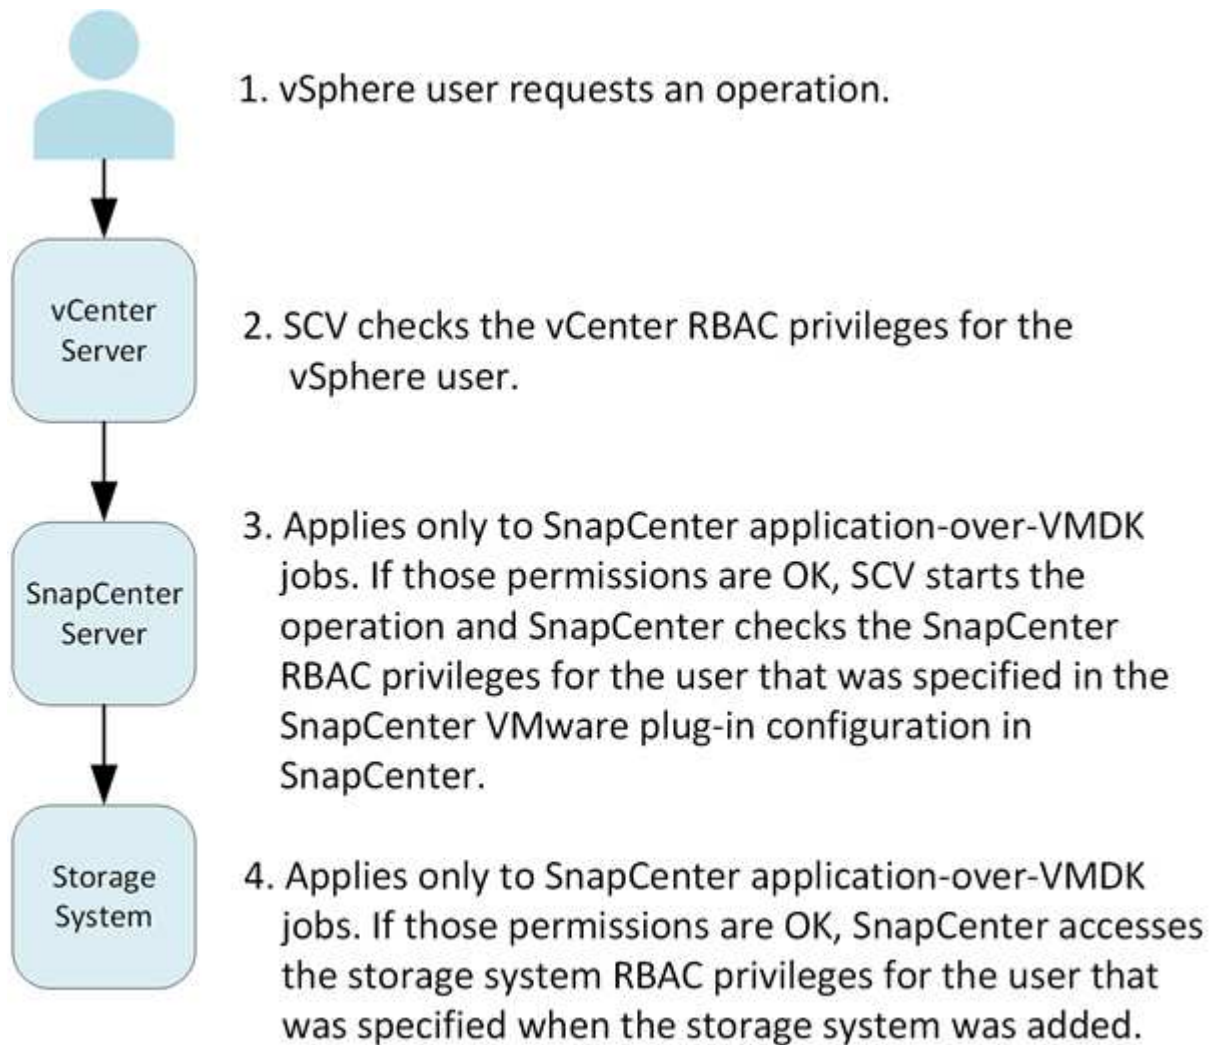 1. vSphere user requests an operation.
vCenter
Server
2. SCV checks the vCenter RBAC privileges for the
vSphere user.
SnapCenter
Server
3. Applies only to SnapCenter application-over-VMDK
jobs. If those permissions are OK, SCV starts the
operation and SnapCenter checks the SnapCenter
RBAC privileges for the user that was specified in the
SnapCenter VMware plug-in configuration in
SnapCenter.
Storage
System
4. Applies only to SnapCenter application-over-VMDK
jobs. If those permissions are OK, SnapCenter accesses
the storage system RBAC privileges for the user that
was specified when the storage system was added.